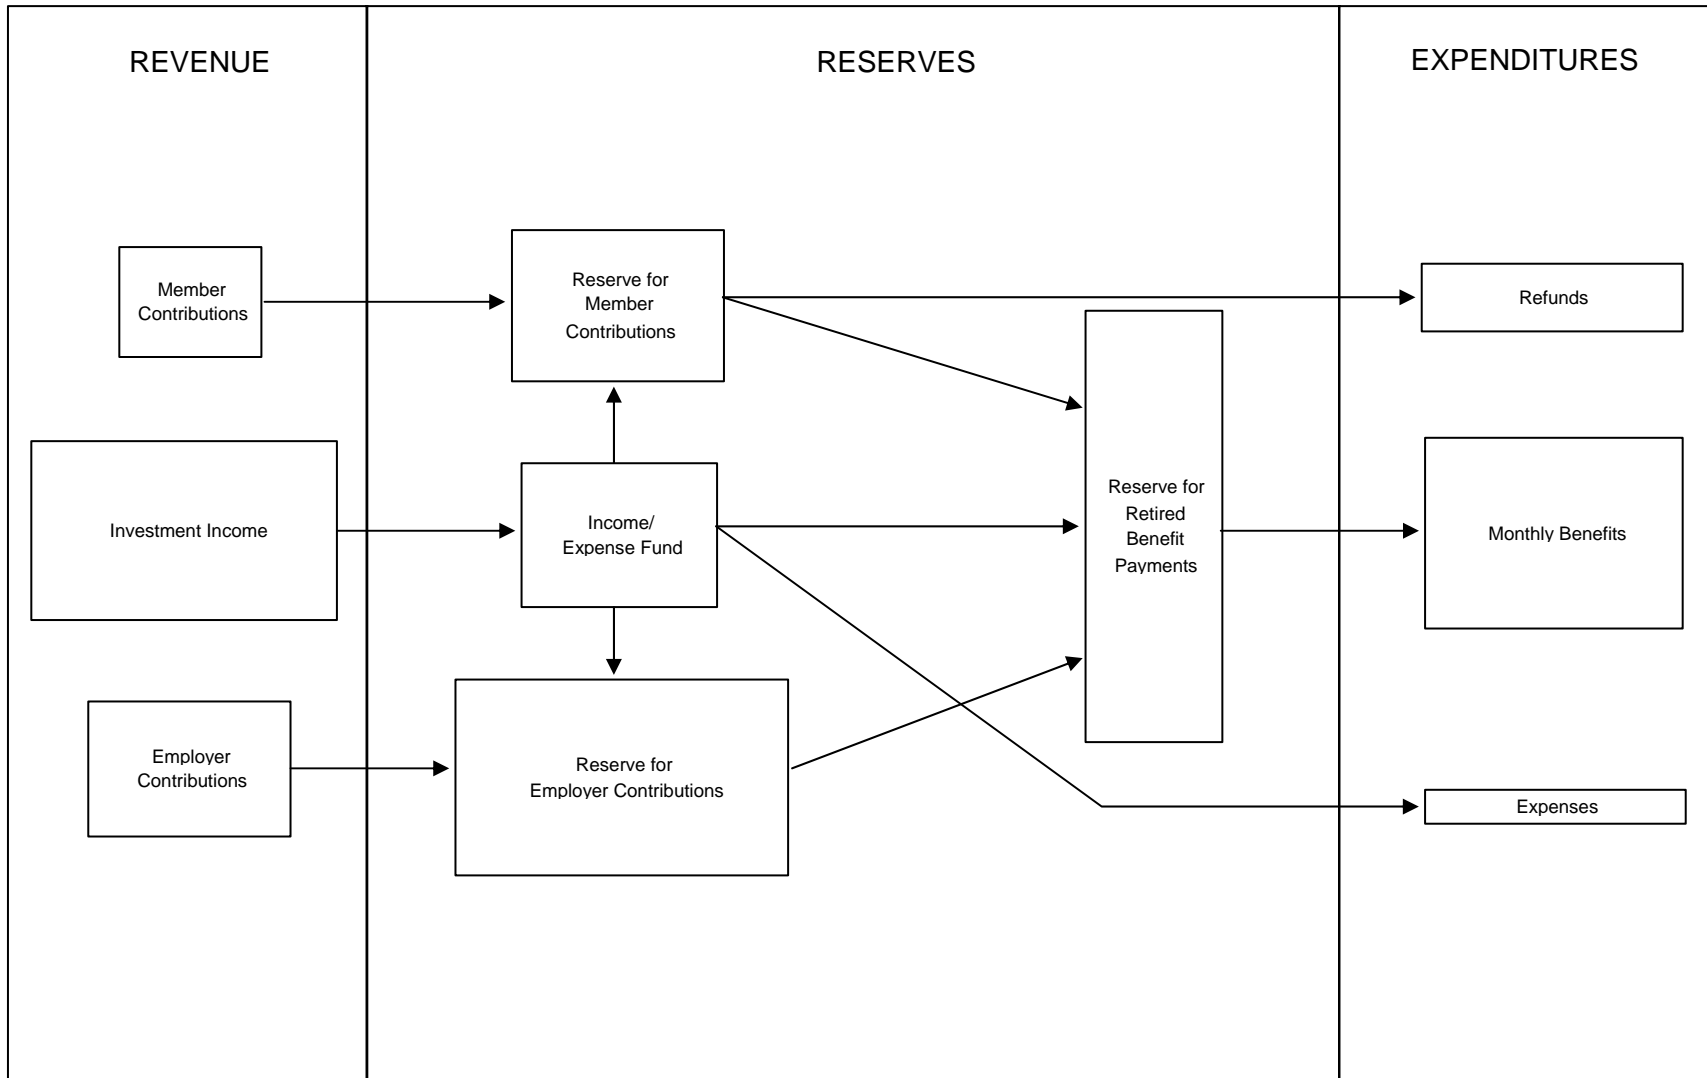 REVENUE
RESERVES
EXPENDITURES
Member
Contributions
Reserve for
Member
Contributions
Refunds
Investment Income
Income/
Expense Fund
Reserve for
Retired
Benefit
Payments
Monthly Benefits
Employer
Contributions
Reserve for
Employer Contributions
Expenses